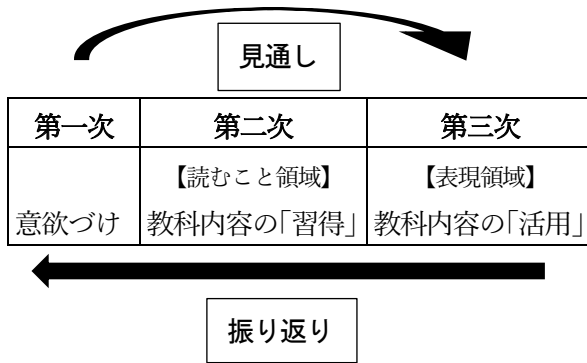 見通し
第一次 第二次 第三次
【読むこと領域】 【表現領域】
意欲づけ 教科内容の「習得」 教科内容の「活用」
振り返り